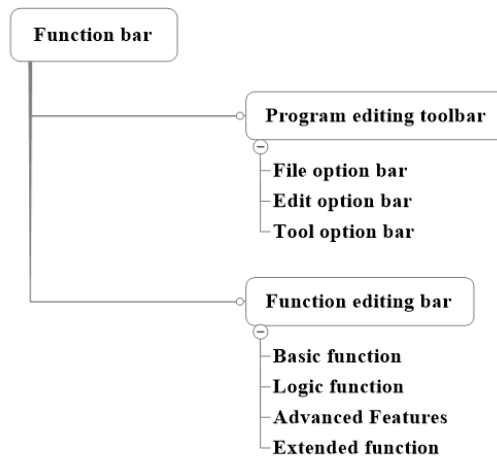 Function bar
Program editing toolbar
File option bar
Edit option bar
Tool option bar
Function editing bar
Basic function
Logic function
Advanced Features
Extended function